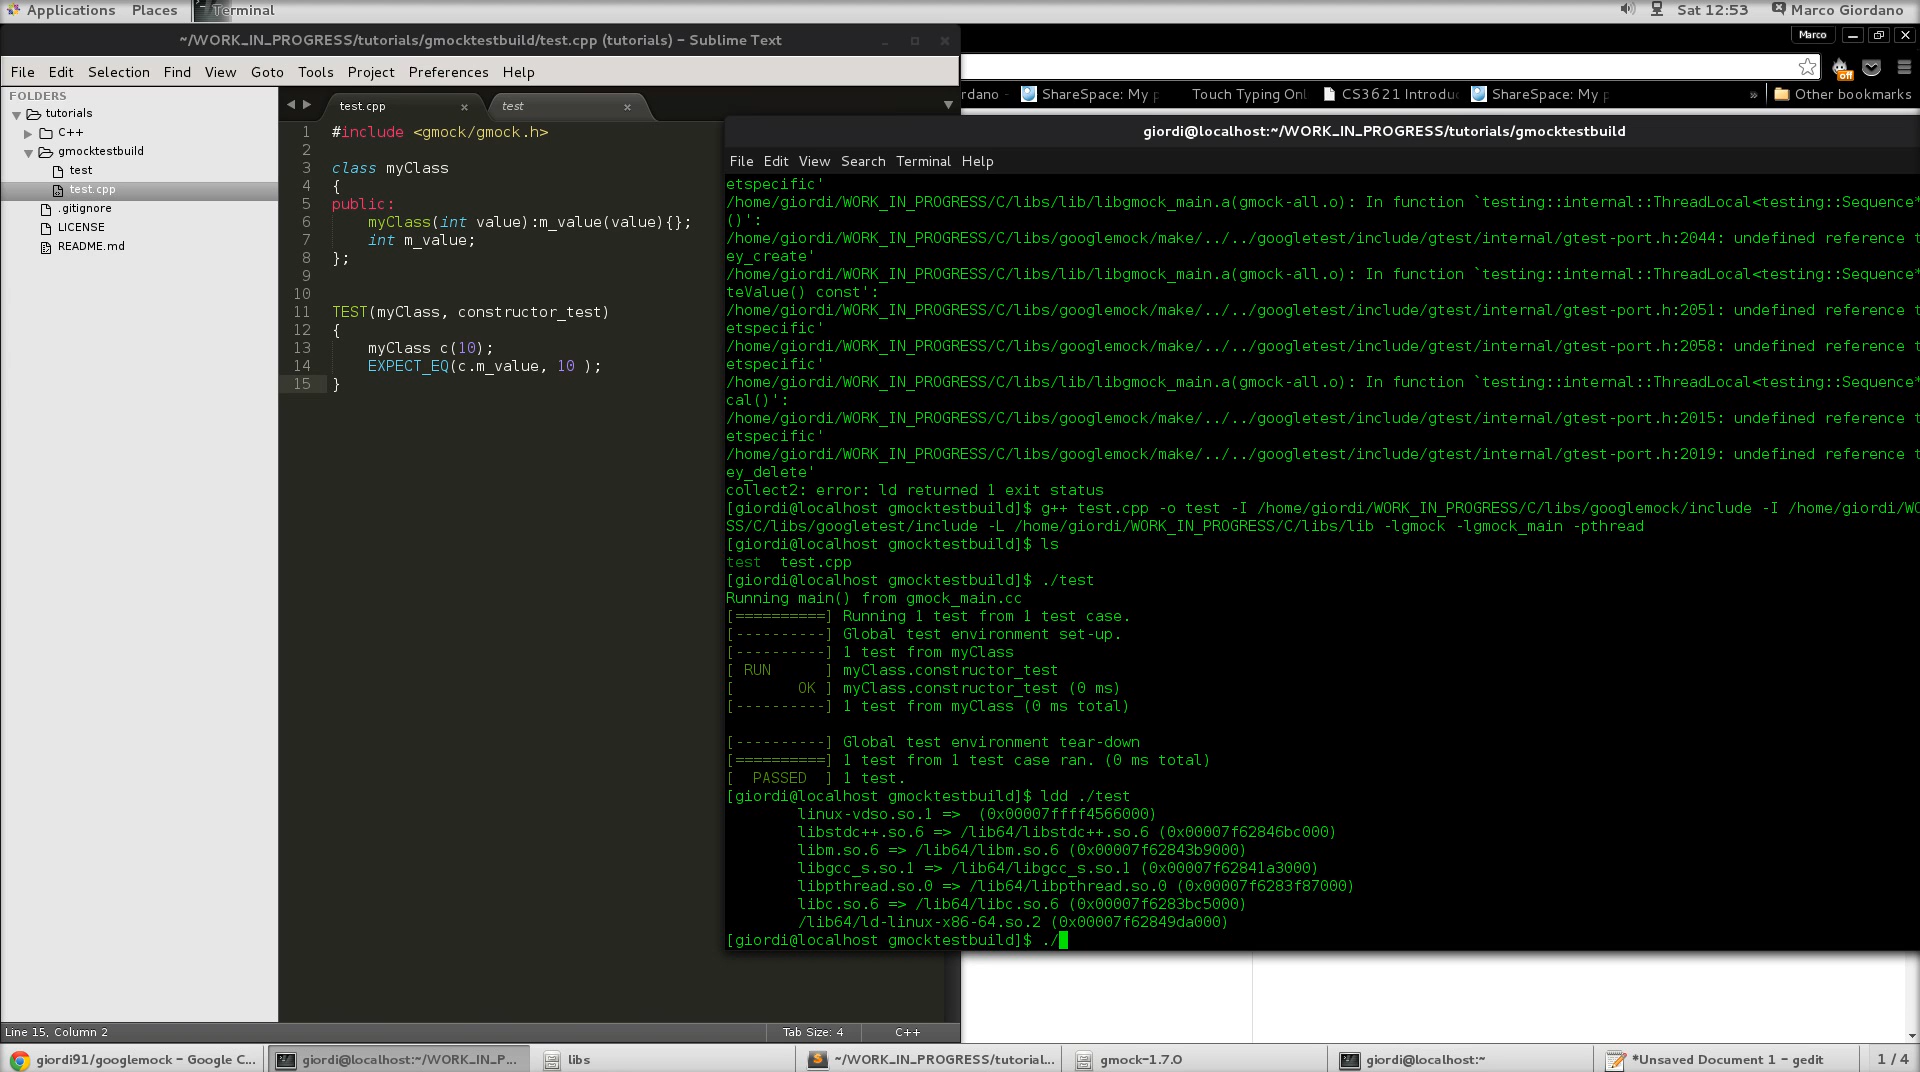 Applications Places Terminal Sat 12:53 Marco Giordano
~/WORK_IN_PROGRESS/tutorials/gmocktestbuild/test.cpp (tutorials) - Sublime Text
File Edit Selection Find View Goto Tools Project Preferences Help
FOLDERS
tutorials
C++
gmocktestbuild
test
test.cpp
.gitignore
LICENSE
README.md
test.cpp × test ×
1 #include <gmock/gmock.h>
2
3 class myClass
4 {
5 public:
6 myClass(int value):m_value(value){};
7 int m_value;
8 };
9
10
11 TEST(myClass, constructor_test)
12 {
13 myClass c(10);
14 EXPECT_EQ(c.m_value, 10 );
15 }
Line 15, Column 2 Tab Size: 4 C++
Marco
off
rdano ShareSpace: My Touch Typing Onl CS3621 Introdu ShareSpace: My » Other bookmarks
giordi@localhost:~/WORK_IN_PROGRESS/tutorials/gmocktestbuild
File Edit View Search Terminal Help
etspecific'
/home/giordi/WORK_IN_PROGRESS/C/libs/lib/libgmock_main.a(gmock-all.o): In function `testing::internal::ThreadLocal<testing::Sequence*
()':
/home/giordi/WORK_IN_PROGRESS/C/libs/googlemock/make/../../googletest/include/gtest/internal/gtest-port.h:2044: undefined reference t
ey_create'
/home/giordi/WORK_IN_PROGRESS/C/libs/lib/libgmock_main.a(gmock-all.o): In function `testing::internal::ThreadLocal<testing::Sequence*
teValue() const':
/home/giordi/WORK_IN_PROGRESS/C/libs/googlemock/make/../../googletest/include/gtest/internal/gtest-port.h:2051: undefined reference t
etspecific'
/home/giordi/WORK_IN_PROGRESS/C/libs/googlemock/make/../../googletest/include/gtest/internal/gtest-port.h:2058: undefined reference t
etspecific'
/home/giordi/WORK_IN_PROGRESS/C/libs/lib/libgmock_main.a(gmock-all.o): In function `testing::internal::ThreadLocal<testing::Sequence*
cal()':
/home/giordi/WORK_IN_PROGRESS/C/libs/googlemock/make/../../googletest/include/gtest/internal/gtest-port.h:2015: undefined reference t
etspecific'
/home/giordi/WORK_IN_PROGRESS/C/libs/googlemock/make/../../googletest/include/gtest/internal/gtest-port.h:2019: undefined reference t
ey_delete'
collect2: error: ld returned 1 exit status
[giordi@localhost gmocktestbuild]$ g++ test.cpp -o test -I /home/giordi/WORK_IN_PROGRESS/C/libs/googlemock/include -I /home/giordi/WO
SS/C/libs/googletest/include -L /home/giordi/WORK_IN_PROGRESS/C/libs/lib -lgmock -lgmock_main -pthread
[giordi@localhost gmocktestbuild]$ ls
test test.cpp
[giordi@localhost gmocktestbuild]$ ./test
Running main() from gmock_main.cc
[==========] Running 1 test from 1 test case.
[----------] Global test environment set-up.
[----------] 1 test from myClass
[ RUN      ] myClass.constructor_test
[       OK ] myClass.constructor_test (0 ms)
[----------] 1 test from myClass (0 ms total)
[----------] Global test environment tear-down
[==========] 1 test from 1 test case ran. (0 ms total)
[  PASSED  ] 1 test.
[giordi@localhost gmocktestbuild]$ ldd ./test
linux-vdso.so.1 =>  (0x00007ffff4566000)
libstdc++.so.6 => /lib64/libstdc++.so.6 (0x00007f62846bc000)
libm.so.6 => /lib64/libm.so.6 (0x00007f62843b9000)
libgcc_s.so.1 => /lib64/libgcc_s.so.1 (0x00007f62841a3000)
libpthread.so.0 => /lib64/libpthread.so.0 (0x00007f6283f87000)
libc.so.6 => /lib64/libc.so.6 (0x00007f6283bc5000)
/lib64/ld-linux-x86-64.so.2 (0x00007f62849da000)
[giordi@localhost gmocktestbuild]$ ./
giordi91/googlemock - Google C... giordi@localhost:~/WORK_IN_P... libs ~/WORK_IN_PROGRESS/tutorial... gmock-1.7.0 giordi@localhost:~ *Unsaved Document 1 - gedit 1 / 4